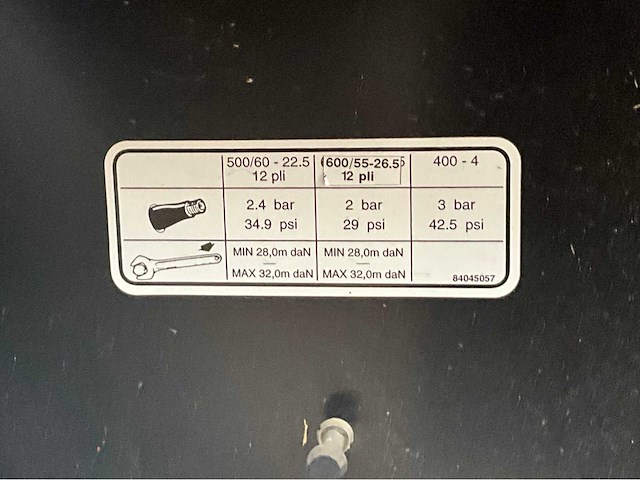 500/60 - 22.5 600/55-26.5 400 - 4
12 pli 12 pli
2.4 bar 2 bar 3 bar
34.9 psi 29 psi 42.5 psi
MIN 28,0m daN MIN 28,0m daN
MAX 32,0m daN MAX 32,0m daN
84045057